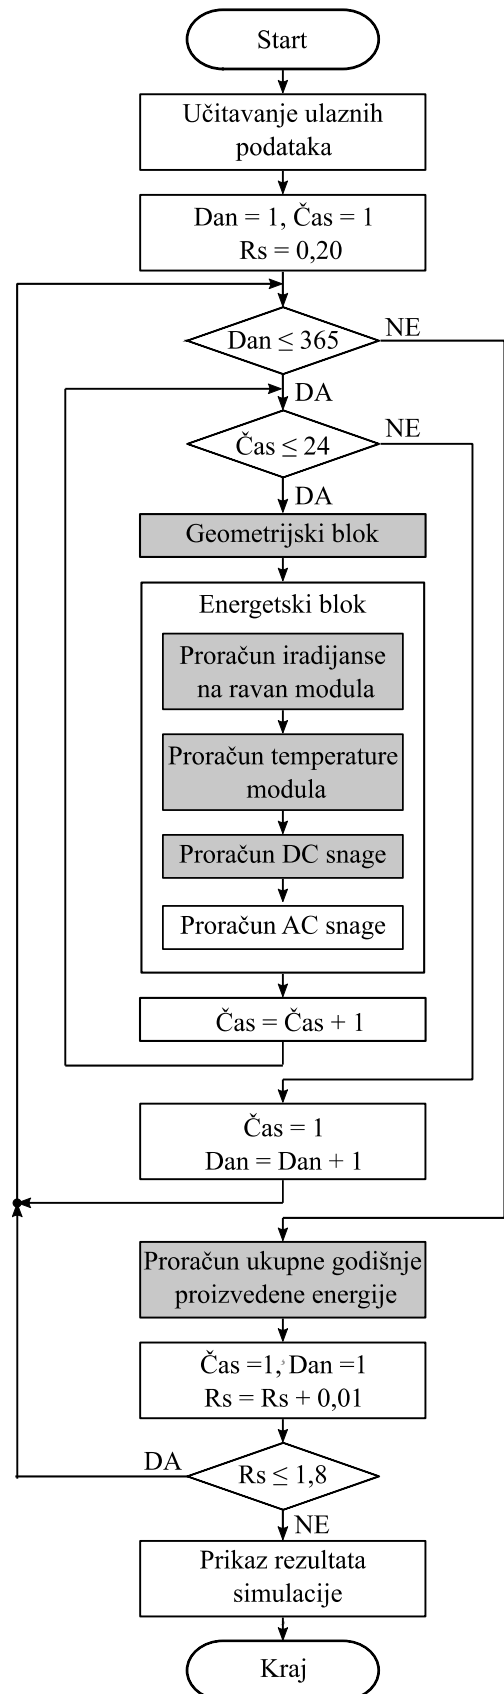 Start
Učitavanje ulaznih
podataka
Dan = 1, Čas = 1
Rs = 0,20
Dan ≤ 365
NE
DA
Čas ≤ 24
NE
DA
Geometrijski blok
Energetski blok
Proračun iradijanse
na ravan modula
Proračun temperature
modula
Proračun DC snage
Proračun AC snage
Čas = Čas + 1
Čas = 1
Dan = Dan + 1
Proračun ukupne godišnje
proizvedene energije
Čas =1, Dan =1
Rs = Rs + 0,01
DA
Rs ≤ 1,8
NE
Prikaz rezultata
simulacije
Kraj